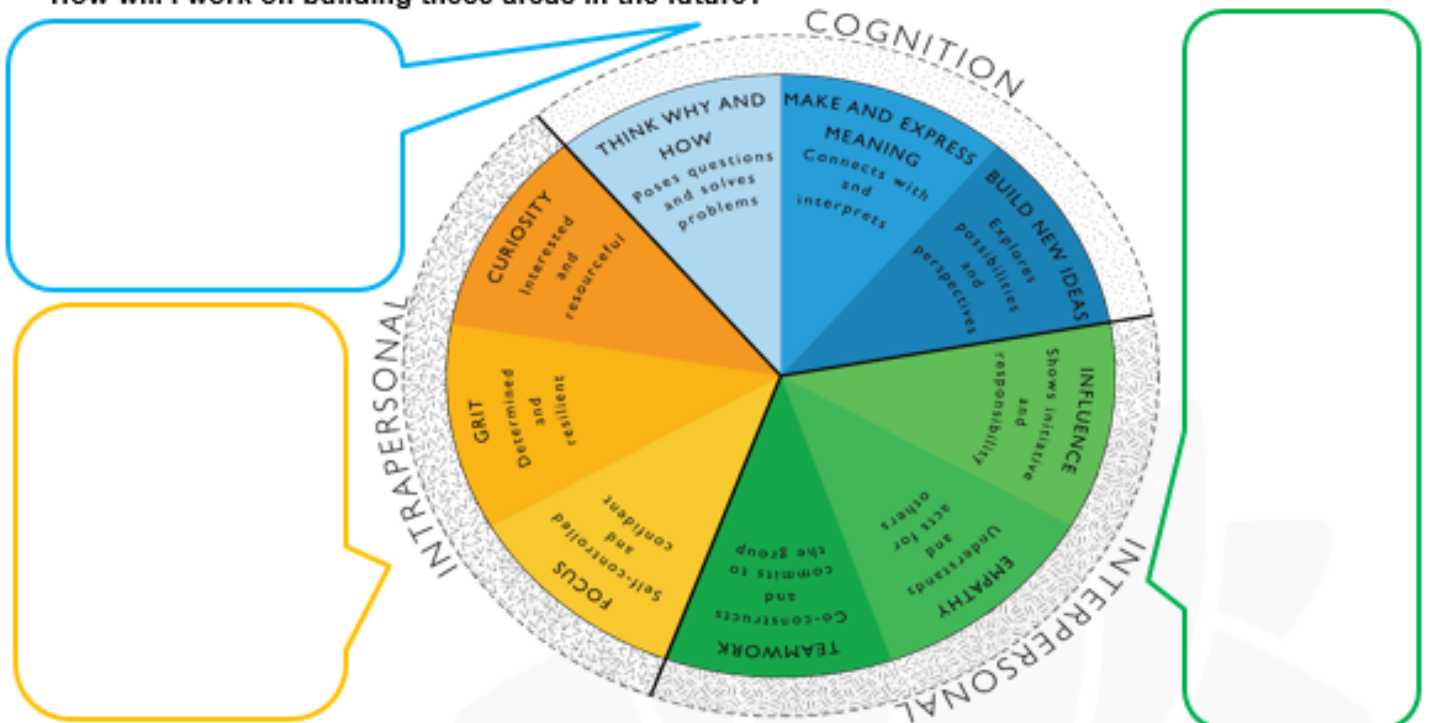 How will I work on building these areas in the future?
COGNITION
THINK WHY AND
HOW
Poses questions
and solves
problems
MAKE AND EXPRESS
MEANING
Connects with
and
interprets
BUILD NEW IDEAS
Explores
possibilities
and
perspectives
INFLUENCE
Shows initiative
and
responsibility
EMPATHY
Understands
and
acts for
others
INTERPERSONAL
TEAMWORK
Co-constructs
and
commits to
the group
FOCUS
Self-controlled
and
confident
GRIT
Determined
and
resilient
CURIOSITY
Interested
and
resourceful
INTRAPERSONAL